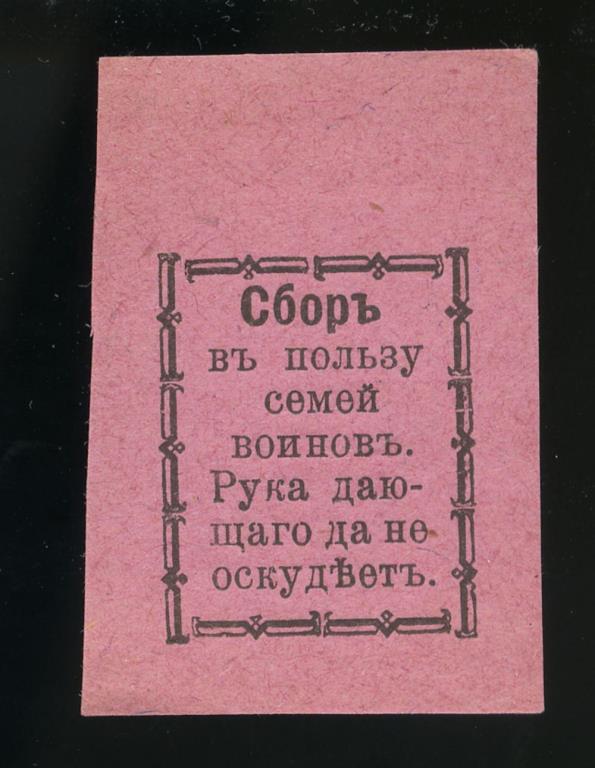 Сборъ
въ пользу
семей
воиновъ.
Рука даю-
щаго да не
оскудѣетъ.